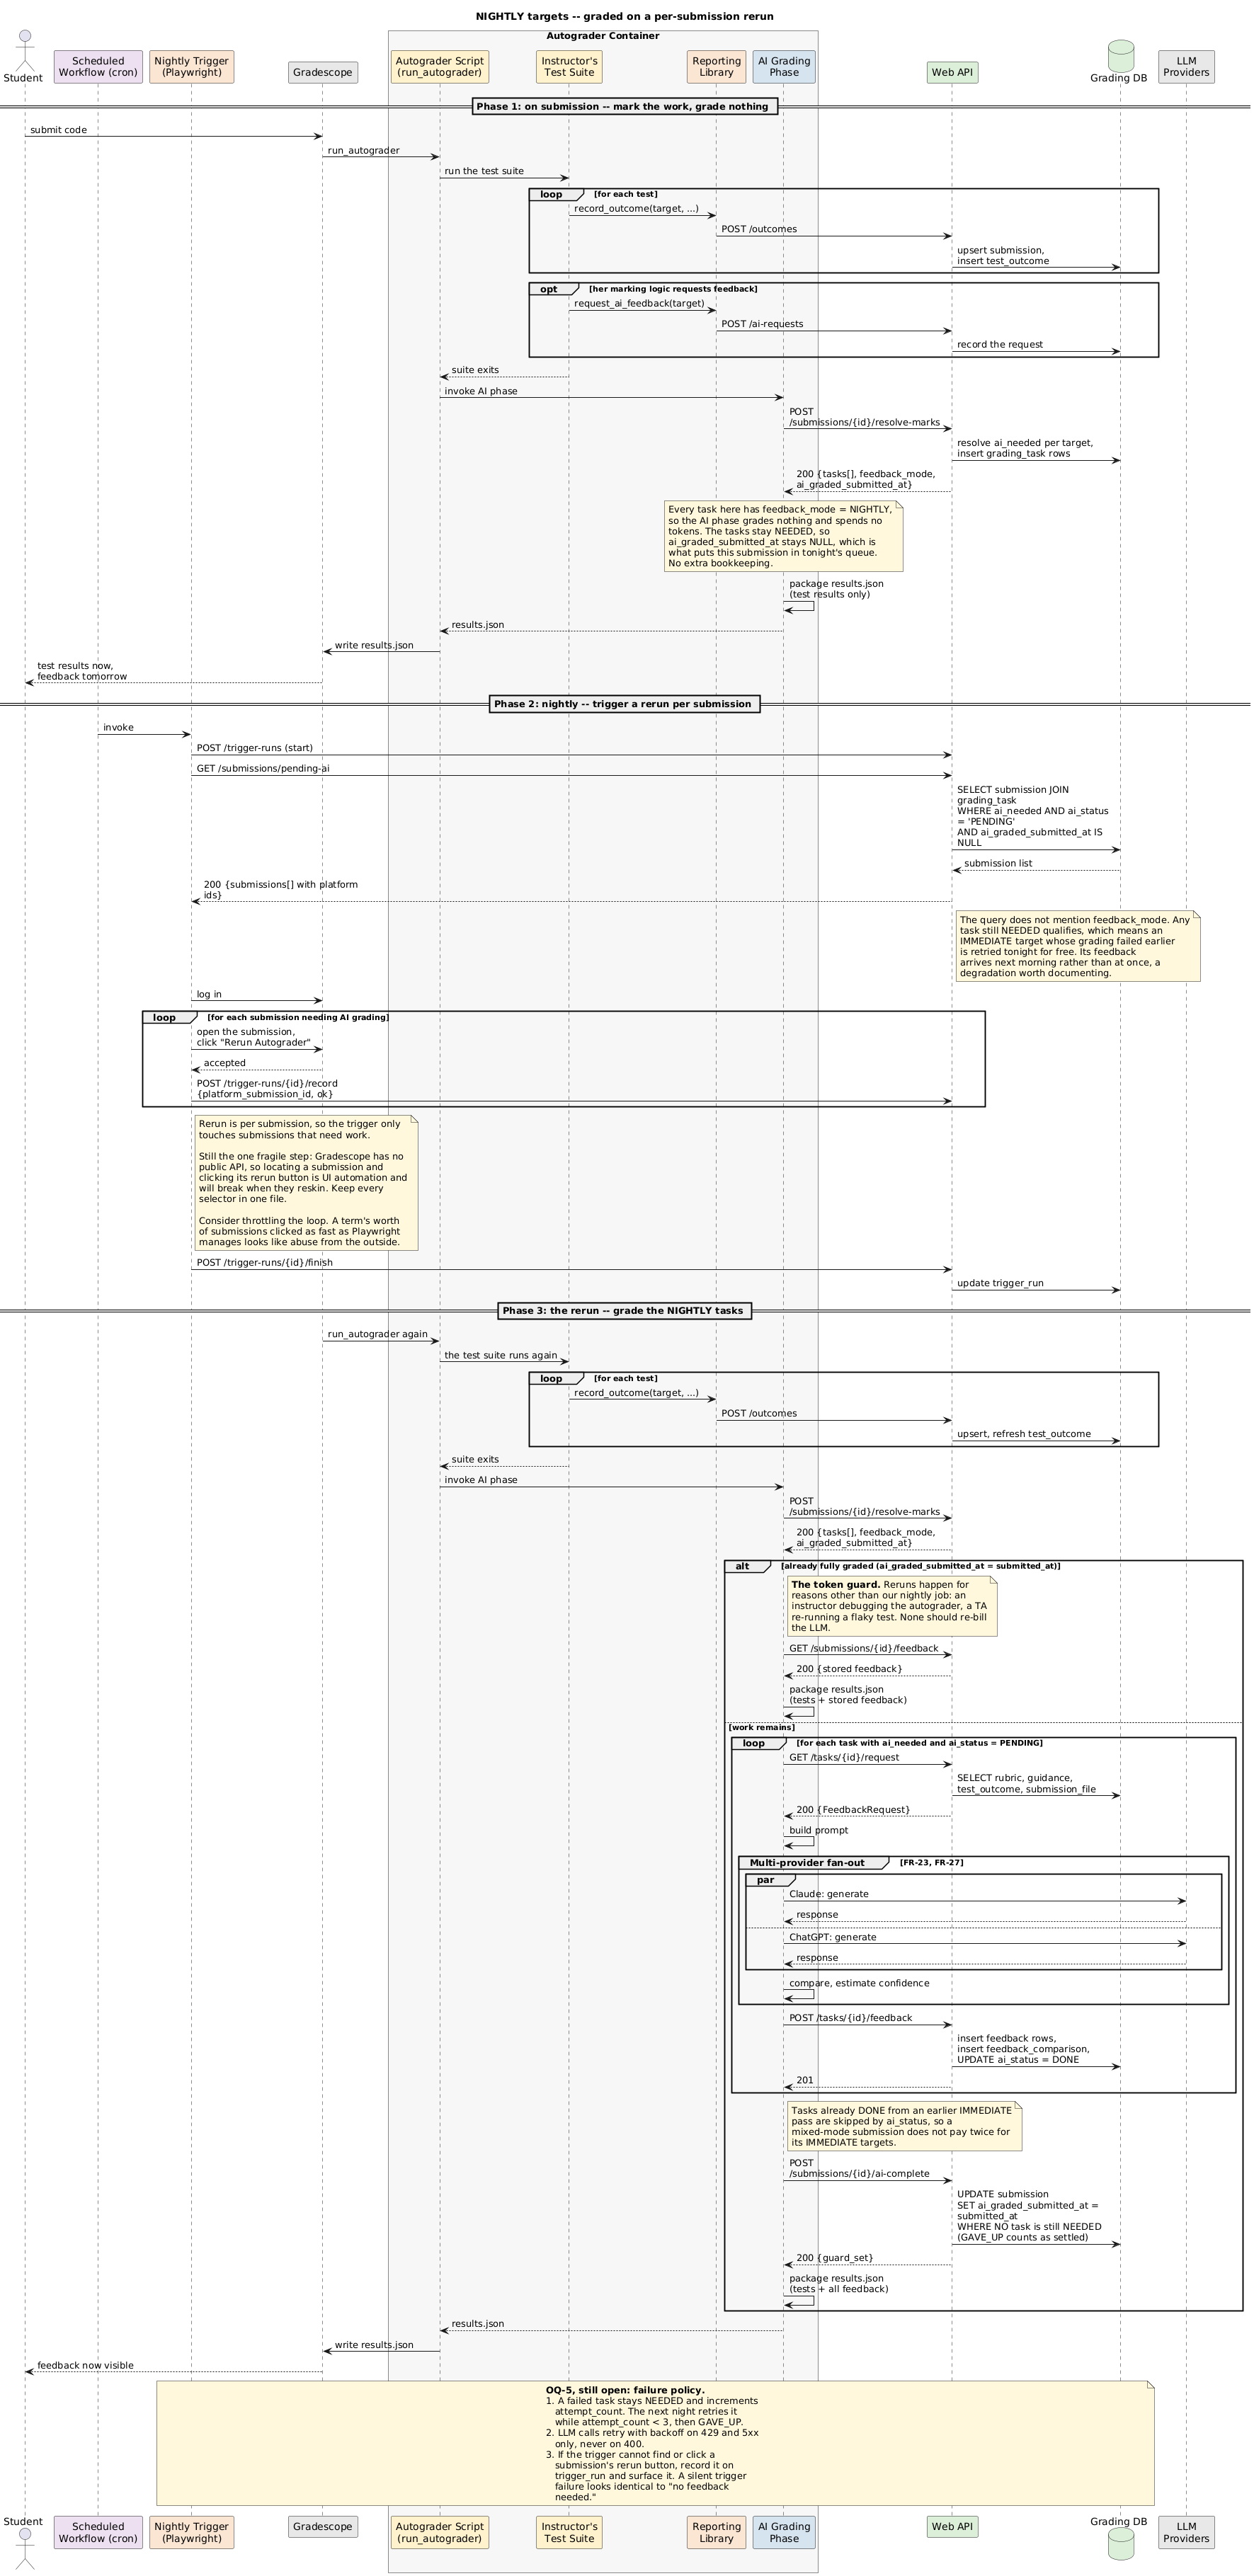 NIGHTLY targets -- graded on a per-submission rerun
Autograder Container
Student
Scheduled
Workflow (cron)
Nightly Trigger
(Playwright)
Gradescope
Autograder Script
(run_autograder)
Instructor's
Test Suite
Reporting
Library
AI Grading
Phase
Web API
Grading DB
LLM
Providers
Phase 1: on submission -- mark the work, grade nothing
submit code
run_autograder
run the test suite
loop
[for each test]
record_outcome(target, ...)
POST /outcomes
upsert submission,
insert test_outcome
opt
[her marking logic requests feedback]
request_ai_feedback(target)
POST /ai-requests
record the request
suite exits
invoke AI phase
POST
/submissions/{id}/resolve-marks
resolve ai_needed per target,
insert grading_task rows
200 {tasks[], feedback_mode,
ai_graded_submitted_at}
Every task here has feedback_mode = NIGHTLY,
so the AI phase grades nothing and spends no
tokens. The tasks stay NEEDED, so
ai_graded_submitted_at stays NULL, which is
what puts this submission in tonight's queue.
No extra bookkeeping.
package results.json
(test results only)
results.json
write results.json
test results now,
feedback tomorrow
Phase 2: nightly -- trigger a rerun per submission
invoke
POST /trigger-runs (start)
GET /submissions/pending-ai
SELECT submission JOIN
grading_task
WHERE ai_needed AND ai_status
= 'PENDING'
AND ai_graded_submitted_at IS
NULL
submission list
200 {submissions[] with platform
ids}
The query does not mention feedback_mode. Any
task still NEEDED qualifies, which means an
IMMEDIATE target whose grading failed earlier
is retried tonight for free. Its feedback
arrives next morning rather than at once, a
degradation worth documenting.
log in
loop
[for each submission needing AI grading]
open the submission,
click "Rerun Autograder"
accepted
POST /trigger-runs/{id}/record
{platform_submission_id, ok}
Rerun is per submission, so the trigger only
touches submissions that need work.
Still the one fragile step: Gradescope has no
public API, so locating a submission and
clicking its rerun button is UI automation and
will break when they reskin. Keep every
selector in one file.
Consider throttling the loop. A term's worth
of submissions clicked as fast as Playwright
manages looks like abuse from the outside.
POST /trigger-runs/{id}/finish
update trigger_run
Phase 3: the rerun -- grade the NIGHTLY tasks
run_autograder again
the test suite runs again
loop
[for each test]
record_outcome(target, ...)
POST /outcomes
upsert, refresh test_outcome
suite exits
invoke AI phase
POST
/submissions/{id}/resolve-marks
200 {tasks[], feedback_mode,
ai_graded_submitted_at}
alt
[already fully graded (ai_graded_submitted_at = submitted_at)]
The token guard. Reruns happen for
reasons other than our nightly job: an
instructor debugging the autograder, a TA
re-running a flaky test. None should re-bill
the LLM.
GET /submissions/{id}/feedback
200 {stored feedback}
package results.json
(tests + stored feedback)
[work remains]
loop
[for each task with ai_needed and ai_status = PENDING]
GET /tasks/{id}/request
SELECT rubric, guidance,
test_outcome, submission_file
200 {FeedbackRequest}
build prompt
Multi-provider fan-out
[FR-23, FR-27]
par
Claude: generate
response
ChatGPT: generate
response
compare, estimate confidence
POST /tasks/{id}/feedback
insert feedback rows,
insert feedback_comparison,
UPDATE ai_status = DONE
201
Tasks already DONE from an earlier IMMEDIATE
pass are skipped by ai_status, so a
mixed-mode submission does not pay twice for
its IMMEDIATE targets.
POST
/submissions/{id}/ai-complete
UPDATE submission
SET ai_graded_submitted_at =
submitted_at
WHERE NO task is still NEEDED
(GAVE_UP counts as settled)
200 {guard_set}
package results.json
(tests + all feedback)
results.json
write results.json
feedback now visible
OQ-5, still open: failure policy.
1. A failed task stays NEEDED and increments
attempt_count. The next night retries it
while attempt_count < 3, then GAVE_UP.
2. LLM calls retry with backoff on 429 and 5xx
only, never on 400.
3. If the trigger cannot find or click a
submission's rerun button, record it on
trigger_run and surface it. A silent trigger
failure looks identical to "no feedback
needed."
Student
Scheduled
Workflow (cron)
Nightly Trigger
(Playwright)
Gradescope
Autograder Script
(run_autograder)
Instructor's
Test Suite
Reporting
Library
AI Grading
Phase
Web API
Grading DB
LLM
Providers